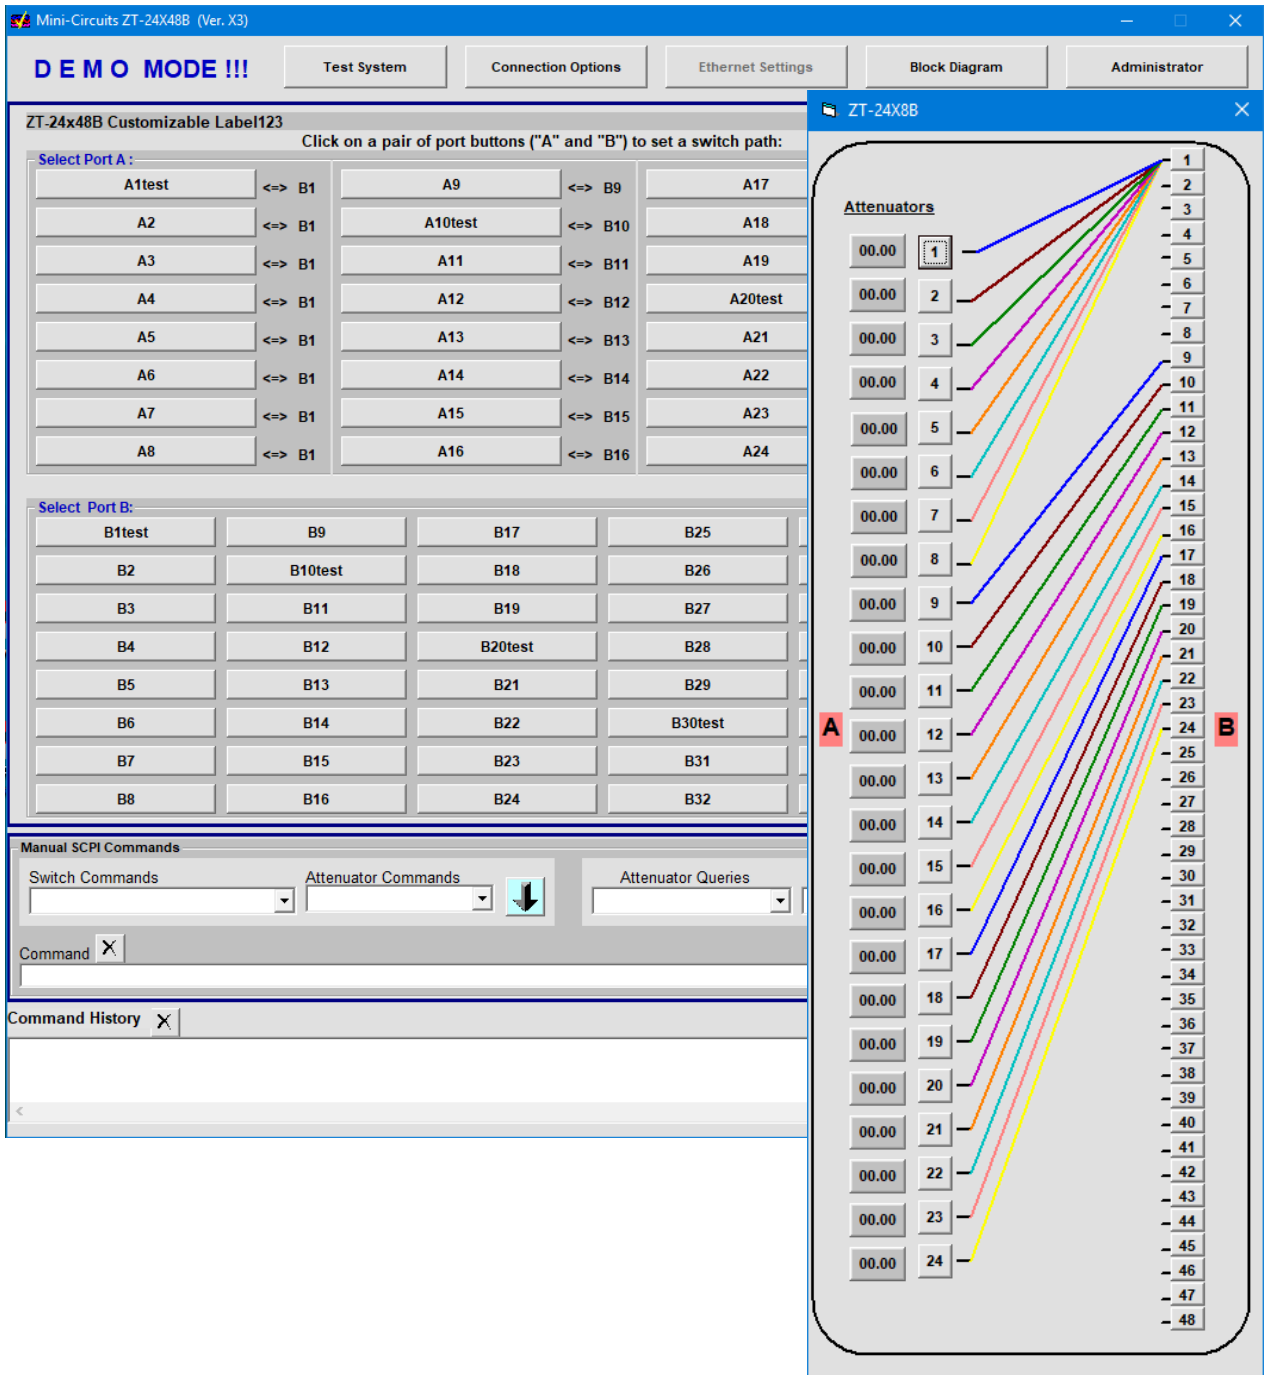 Mini-Circuits ZT-24X48B (Ver. X3)
D E M O MODE !!!
Test System
Connection Options
Ethernet Settings
Block Diagram
Administrator
ZT-24x48B Customizable Label123
Click on a pair of port buttons ("A" and "B") to set a switch path:
Select Port A :
A1test <=> B1 A9 <=> B9 A17
A2 <=> B1 A10test <=> B10 A18
A3 <=> B1 A11 <=> B11 A19
A4 <=> B1 A12 <=> B12 A20test
A5 <=> B1 A13 <=> B13 A21
A6 <=> B1 A14 <=> B14 A22
A7 <=> B1 A15 <=> B15 A23
A8 <=> B1 A16 <=> B16 A24
Select Port B:
B1test B9 B17 B25
B2 B10test B18 B26
B3 B11 B19 B27
B4 B12 B20test B28
B5 B13 B21 B29
B6 B14 B22 B30test
B7 B15 B23 B31
B8 B16 B24 B32
Manual SCPI Commands
Switch Commands
Attenuator Commands
Attenuator Queries
Command X
Command History X
ZT-24X8B
Attenuators
00.00 1
00.00 2
00.00 3
00.00 4
00.00 5
00.00 6
00.00 7
00.00 8
00.00 9
00.00 10
00.00 11
00.00 12
00.00 13
00.00 14
00.00 15
00.00 16
00.00 17
00.00 18
00.00 19
00.00 20
00.00 21
00.00 22
00.00 23
00.00 24
A
1
2
3
4
5
6
7
8
9
10
11
12
13
14
15
16
17
18
19
20
21
22
23
24
25
26
27
28
29
30
31
32
33
34
35
36
37
38
39
40
41
42
43
44
45
46
47
48
B